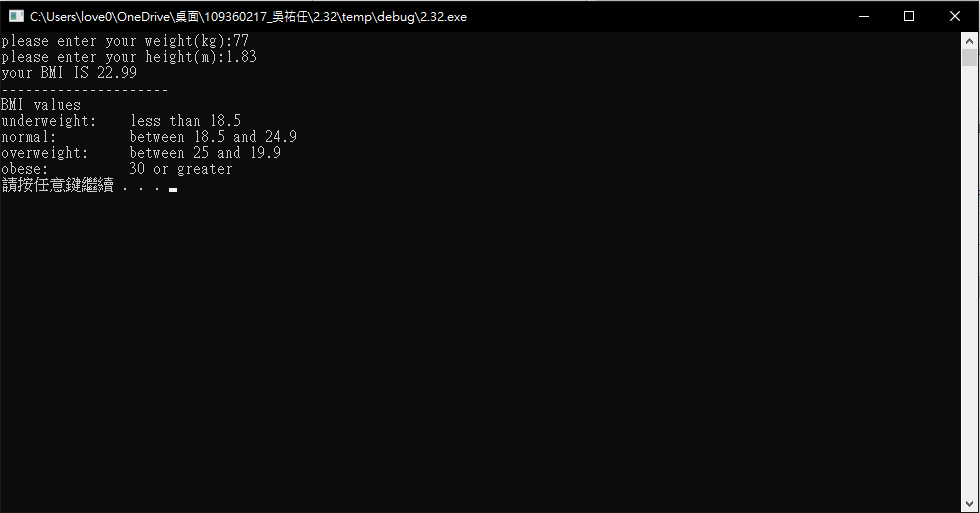 C:\Users\love0\OneDrive\桌面\109360217_吳祐任\2.32\temp\debug\2.32.exe
please enter your weight(kg):77
please enter your height(m):1.83
your BMI IS 22.99
---------------------
BMI values
underweight:    less than 18.5
normal:         between 18.5 and 24.9
overweight:     between 25 and 19.9
obese:          30 or greater
請按任意鍵繼續 . . .